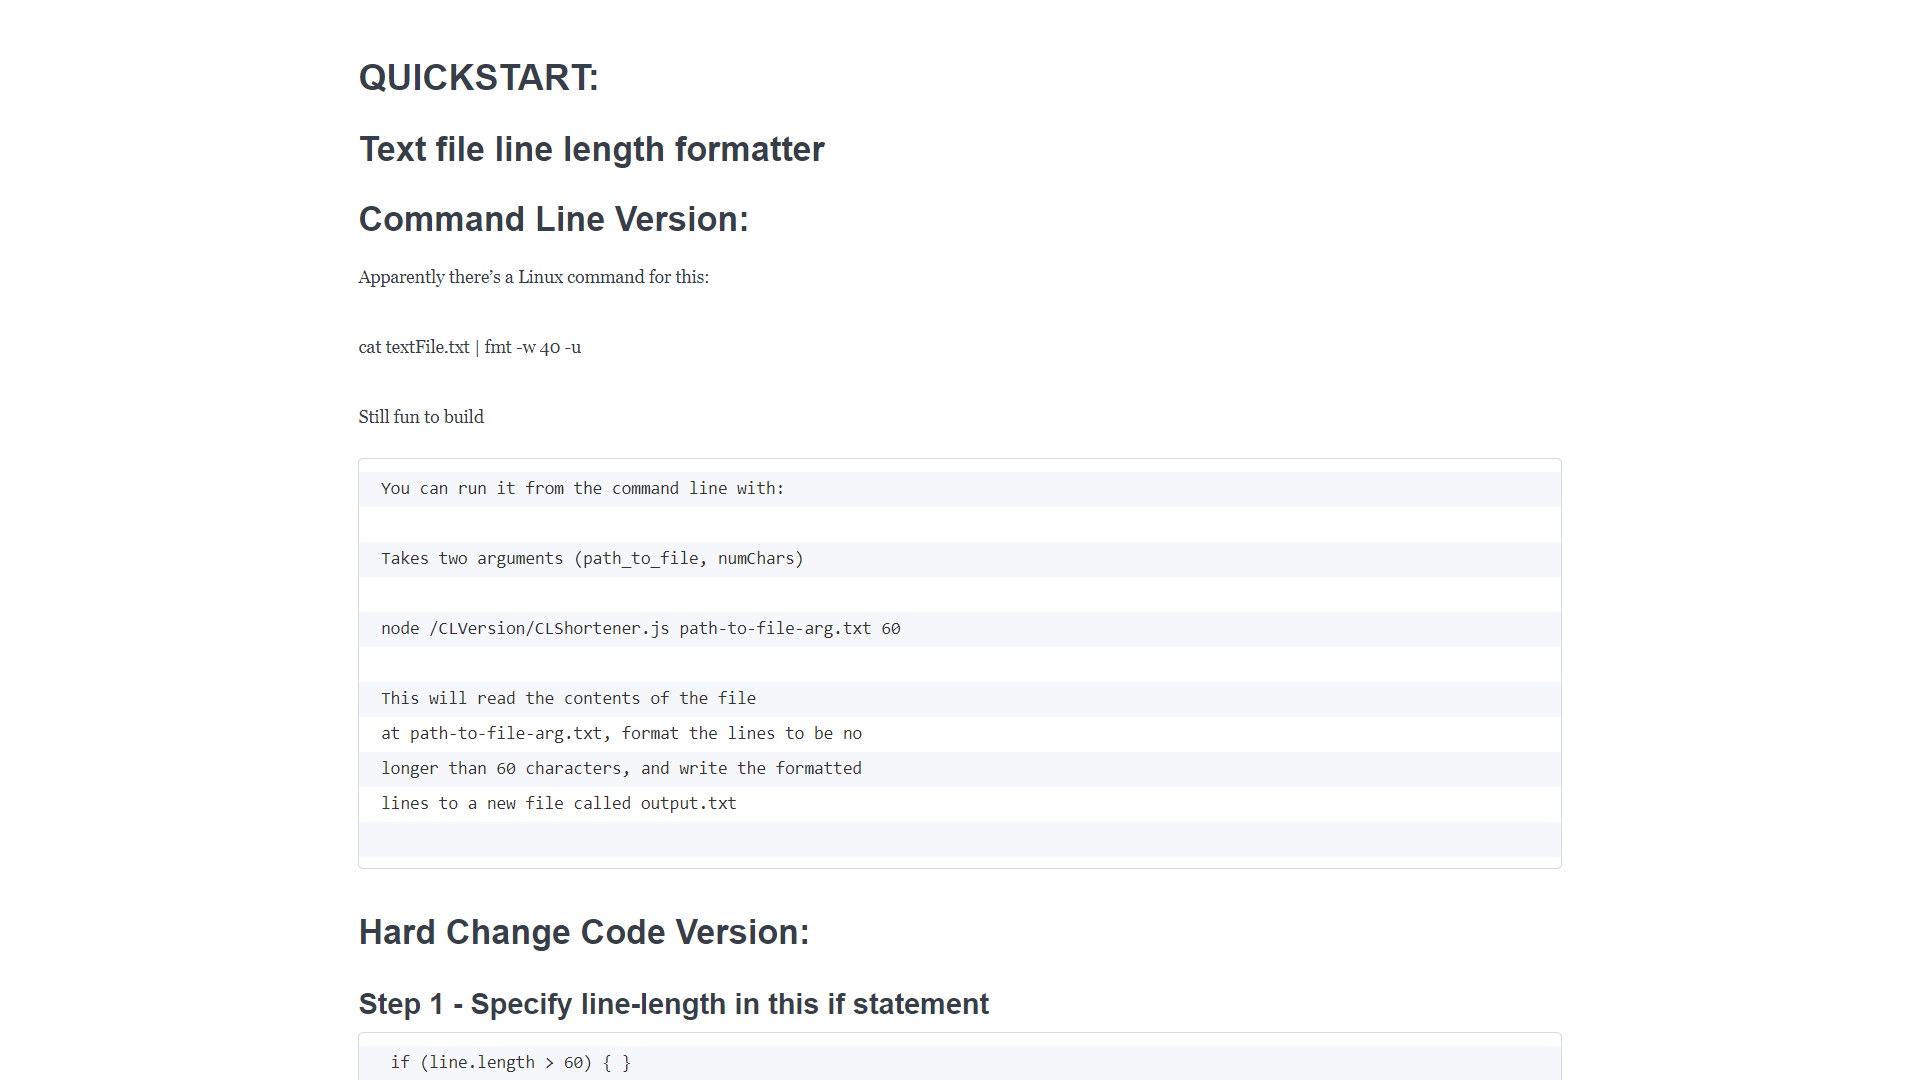 QUICKSTART:
Text file line length formatter
Command Line Version:
Apparently there’s a Linux command for this:
cat textFile.txt | fmt -w 40 -u
Still fun to build
You can run it from the command line with:
Takes two arguments (path_to_file, numChars)
node /CLVersion/CLShortener.js path-to-file-arg.txt 60
This will read the contents of the file
at path-to-file-arg.txt, format the lines to be no
longer than 60 characters, and write the formatted
lines to a new file called output.txt
Hard Change Code Version:
Step 1 - Specify line-length in this if statement
if (line.length > 60) { }